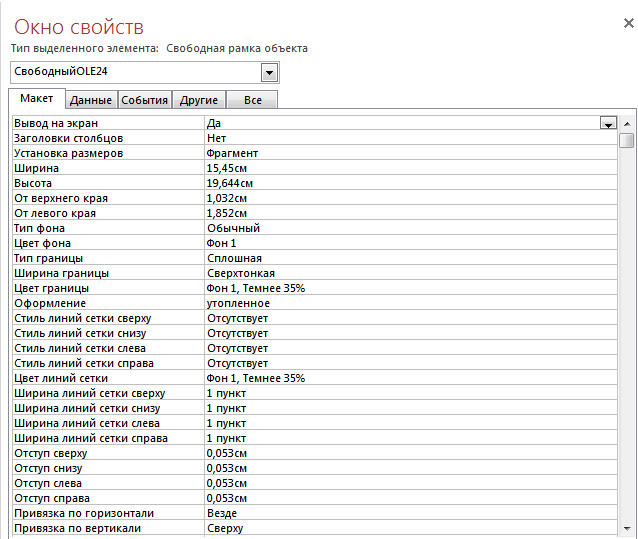 Окно свойств
Тип выделенного элемента: Свободная рамка объекта
СвободныйOLE24
Макет Данные События Другие Все
Вывод на экран Да
Заголовки столбцов Нет
Установка размеров Фрагмент
Ширина 15,45см
Высота 19,644см
От верхнего края 1,032см
От левого края 1,852см
Тип фона Обычный
Цвет фона Фон 1
Тип границы Сплошная
Ширина границы Сверхтонкая
Цвет границы Фон 1, Темнее 35%
Оформление утопленное
Стиль линий сетки сверху Отсутствует
Стиль линий сетки снизу Отсутствует
Стиль линий сетки слева Отсутствует
Стиль линий сетки справа Отсутствует
Цвет линий сетки Фон 1, Темнее 35%
Ширина линий сетки сверху 1 пункт
Ширина линий сетки снизу 1 пункт
Ширина линий сетки слева 1 пункт
Ширина линий сетки справа 1 пункт
Отступ сверху 0,053см
Отступ снизу 0,053см
Отступ слева 0,053см
Отступ справа 0,053см
Привязка по горизонтали Везде
Привязка по вертикали Сверху